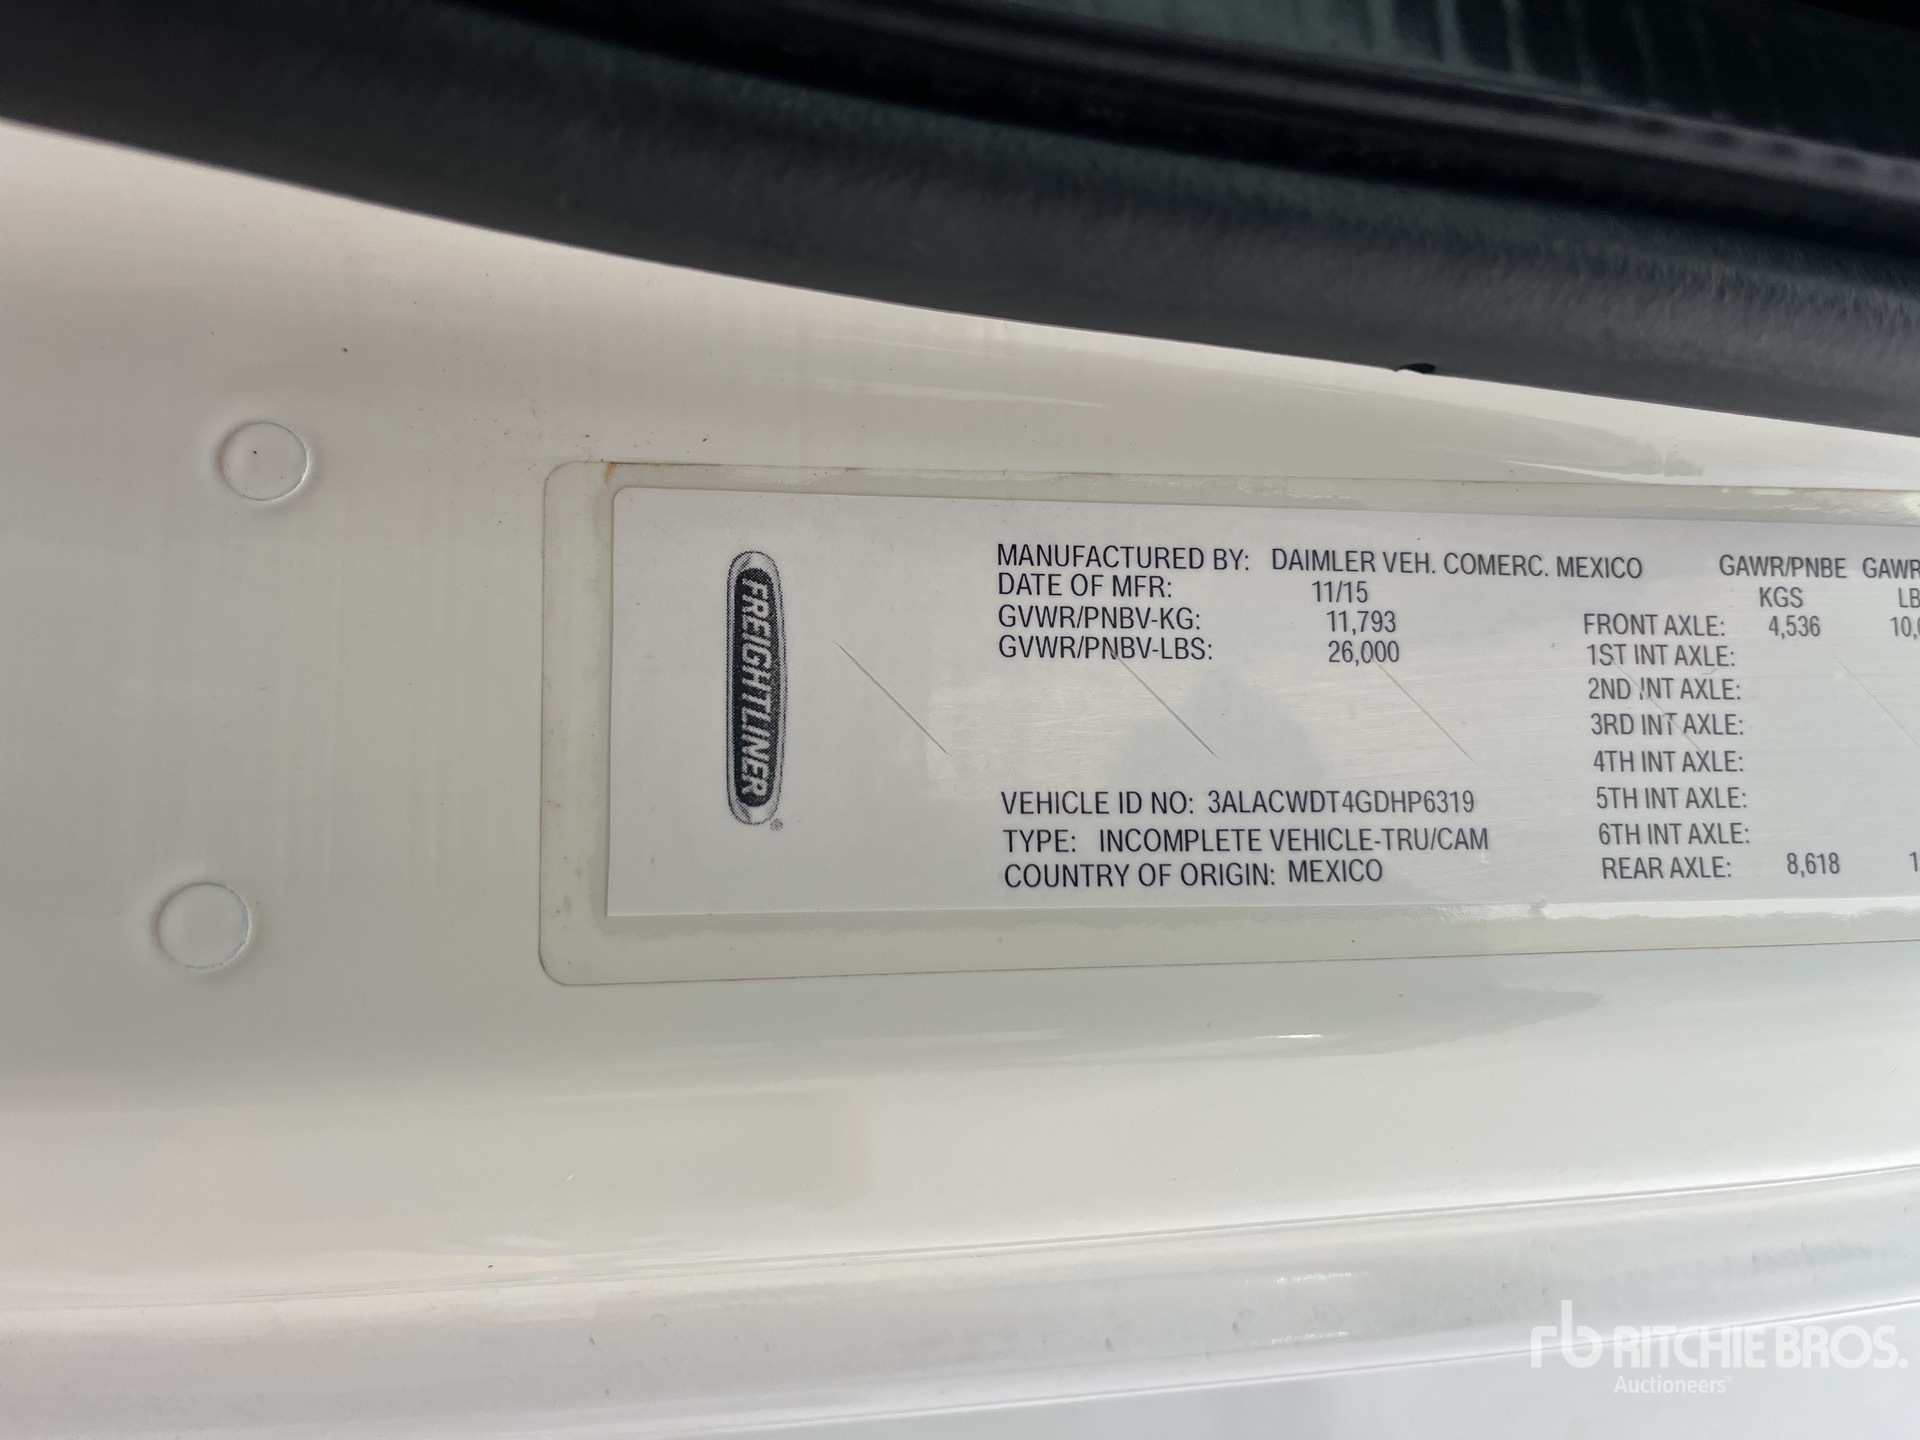 FREIGHTLINER®
MANUFACTURED BY: DAIMLER VEH. COMERC. MEXICO
DATE OF MFR: 11/15
GVWR/PNBV-KG: 11,793
GVWR/PNBV-LBS: 26,000
VEHICLE ID NO: 3ALACWDT4GDHP6319
TYPE: INCOMPLETE VEHICLE-TRU/CAM
COUNTRY OF ORIGIN: MEXICO
GAWR/PNBE GAWR
KGS
FRONT AXLE: 4,536
1ST INT AXLE:
2ND INT AXLE:
3RD INT AXLE:
4TH INT AXLE:
5TH INT AXLE:
6TH INT AXLE:
REAR AXLE: 8,618
rb RITCHIE BROS.
Auctioneers